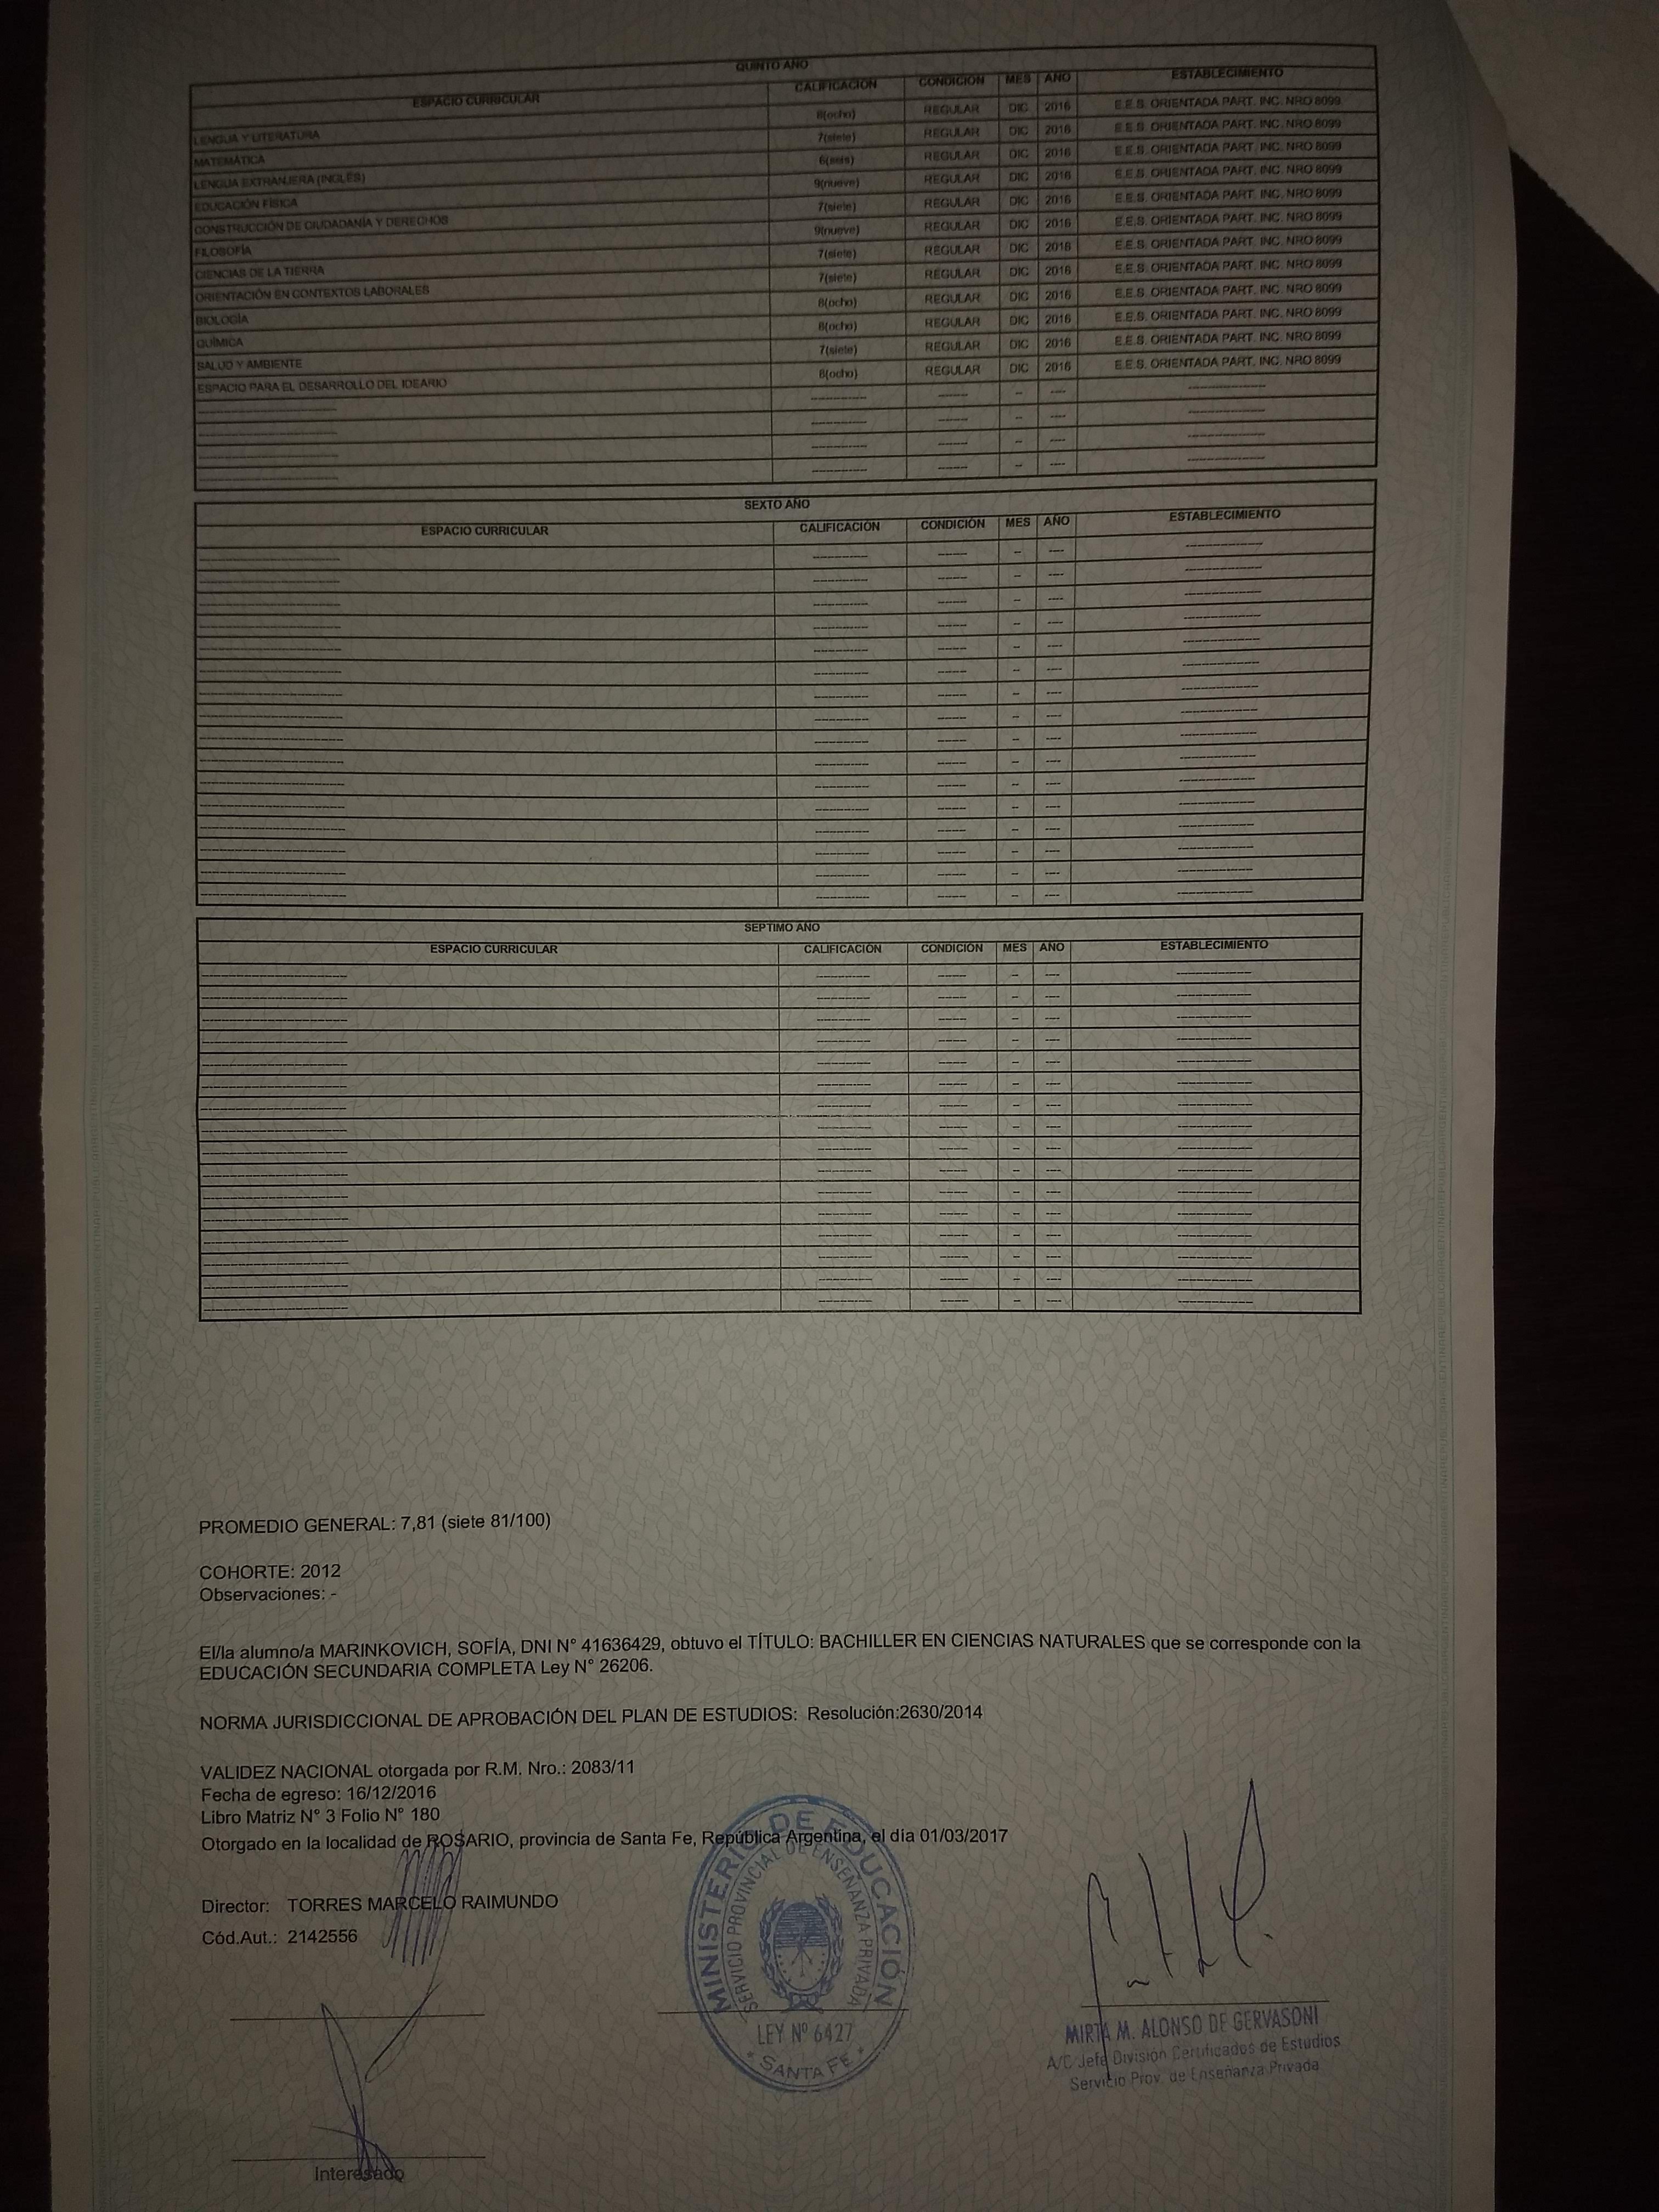 QUINTO AÑO
ESPACIO CURRICULAR CALIFICACIÓN CONDICIÓN MES AÑO ESTABLECIMIENTO
LENGUA Y LITERATURA 8(ocho) REGULAR DIC 2016 E.E.S. ORIENTADA PART. INC. NRO 8099
MATEMÁTICA 7(siete) REGULAR DIC 2016 E.E.S. ORIENTADA PART. INC. NRO 8099
LENGUA EXTRANJERA (INGLÉS) 6(seis) REGULAR DIC 2016 E.E.S. ORIENTADA PART. INC. NRO 8099
EDUCACIÓN FÍSICA 9(nueve) REGULAR DIC 2016 E.E.S. ORIENTADA PART. INC. NRO 8099
CONSTRUCCIÓN DE CIUDADANÍA Y DERECHOS 7(siete) REGULAR DIC 2016 E.E.S. ORIENTADA PART. INC. NRO 8099
FILOSOFÍA 9(nueve) REGULAR DIC 2016 E.E.S. ORIENTADA PART. INC. NRO 8099
CIENCIAS DE LA TIERRA 7(siete) REGULAR DIC 2016 E.E.S. ORIENTADA PART. INC. NRO 8099
ORIENTACIÓN EN CONTEXTOS LABORALES 7(siete) REGULAR DIC 2016 E.E.S. ORIENTADA PART. INC. NRO 8099
BIOLOGÍA 8(ocho) REGULAR DIC 2016 E.E.S. ORIENTADA PART. INC. NRO 8099
QUÍMICA 8(ocho) REGULAR DIC 2016 E.E.S. ORIENTADA PART. INC. NRO 8099
SALUD Y AMBIENTE 7(siete) REGULAR DIC 2016 E.E.S. ORIENTADA PART. INC. NRO 8099
ESPACIO PARA EL DESARROLLO DEL IDEARIO 8(ocho) REGULAR DIC 2016 E.E.S. ORIENTADA PART. INC. NRO 8099
SEXTO AÑO
ESPACIO CURRICULAR CALIFICACIÓN CONDICIÓN MES AÑO ESTABLECIMIENTO
SÉPTIMO AÑO
ESPACIO CURRICULAR CALIFICACIÓN CONDICIÓN MES AÑO ESTABLECIMIENTO
PROMEDIO GENERAL: 7,81 (siete 81/100)
COHORTE: 2012
Observaciones: -
El/la alumno/a MARINKOVICH, SOFÍA, DNI N° 41636429, obtuvo el TÍTULO: BACHILLER EN CIENCIAS NATURALES que se corresponde con la
EDUCACIÓN SECUNDARIA COMPLETA Ley N° 26206.
NORMA JURISDICCIONAL DE APROBACIÓN DEL PLAN DE ESTUDIOS: Resolución:2630/2014
VALIDEZ NACIONAL otorgada por R.M. Nro.: 2083/11
Fecha de egreso: 16/12/2016
Libro Matriz N° 3 Folio N° 180
Otorgado en la localidad de ROSARIO, provincia de Santa Fe, República Argentina, el día 01/03/2017
Director: TORRES MARCELO RAIMUNDO
Cód.Aut.: 2142556
MINISTERIO DE EDUCACIÓN
SERVICIO PROVINCIAL DE ENSEÑANZA PRIVADA
LEY Nº 6427
* SANTA FE *
MIRTA M. ALONSO DE GERVASONI
A/C Jefe División Certificados de Estudios
Servicio Prov. de Enseñanza Privada
Interesado